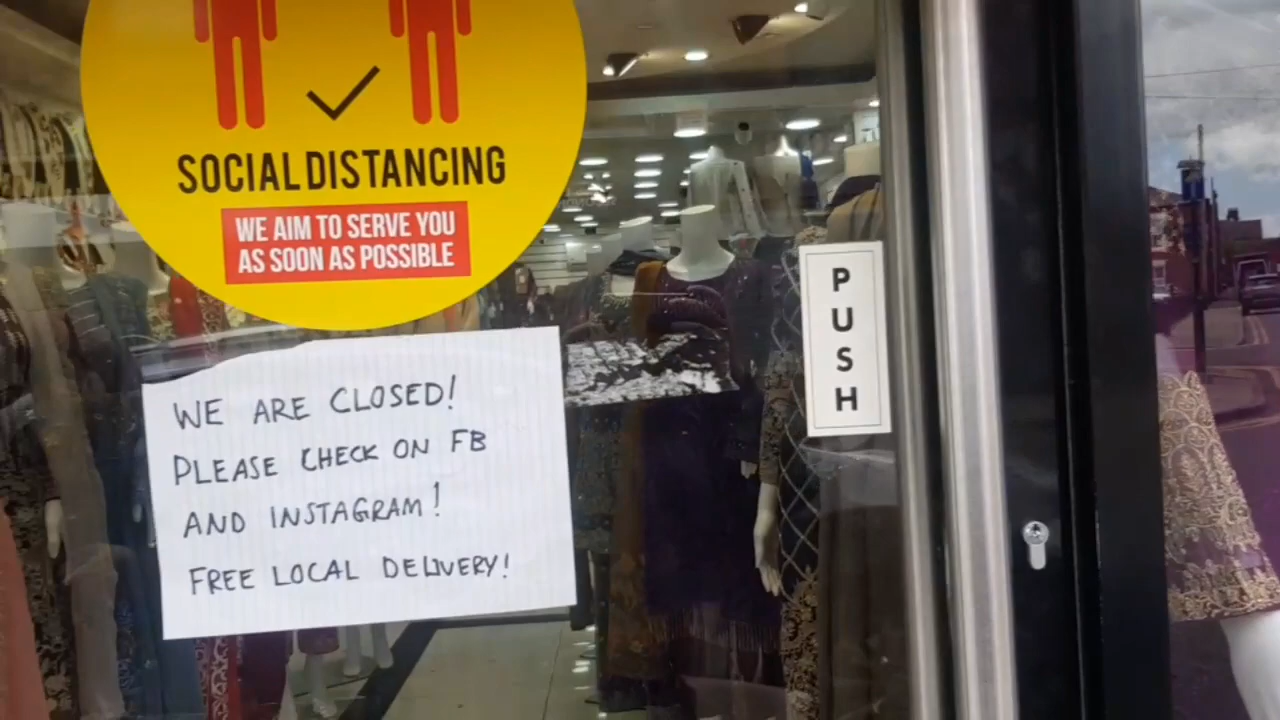 SOCIAL DISTANCING
WE AIM TO SERVE YOU
AS SOON AS POSSIBLE
WE ARE CLOSED!
PLEASE CHECK ON FB
AND INSTAGRAM!
FREE LOCAL DELIVERY!
PUSH